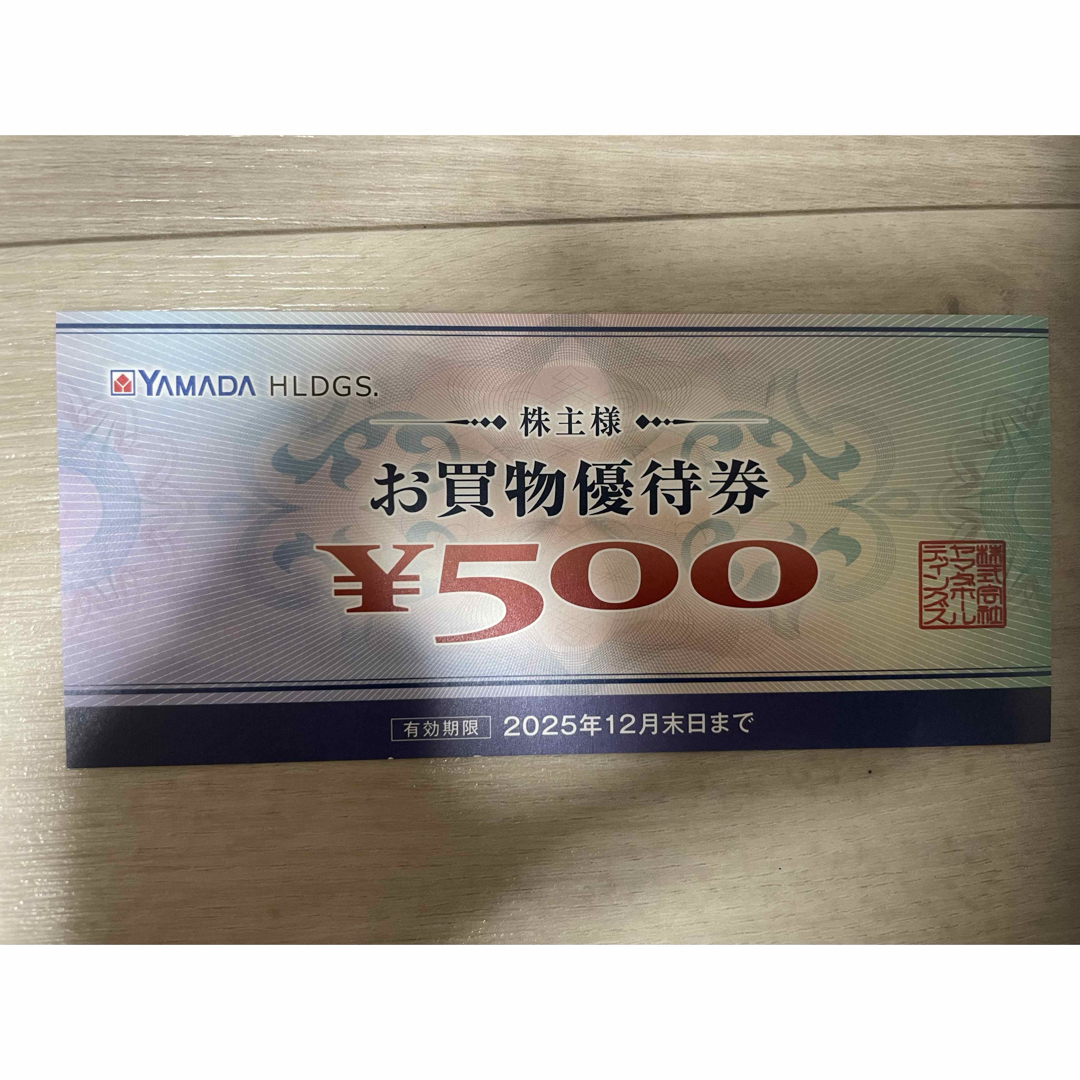 YAMADA HLDGS.
株主様
お買物優待券
¥500
株式会社
ヤマダホール
ディングス
有効期限 2025年12月末日まで